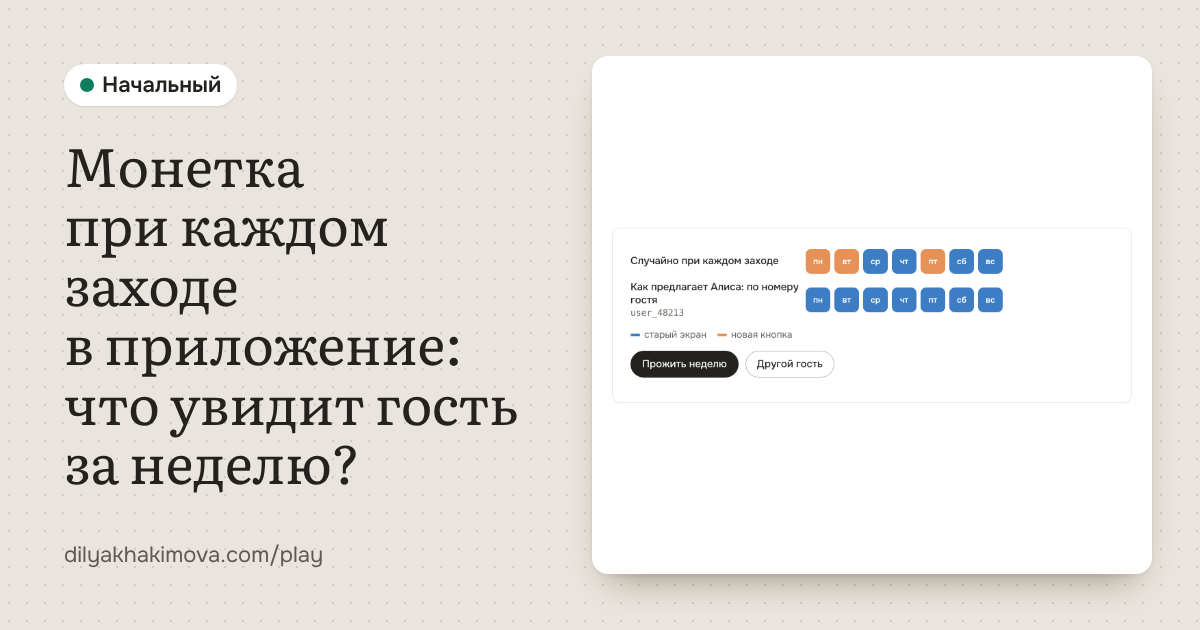 Начальный
Монетка
при каждом
заходе
в приложение:
что увидит гость
за неделю?
dilyakhakimova.com/play
Случайно при каждом заходе
пн вт ср чт пт сб вс
Как предлагает Алиса: по номеру
гостя
user_48213
пн вт ср чт пт сб вс
старый экран новая кнопка
Прожить неделю Другой гость